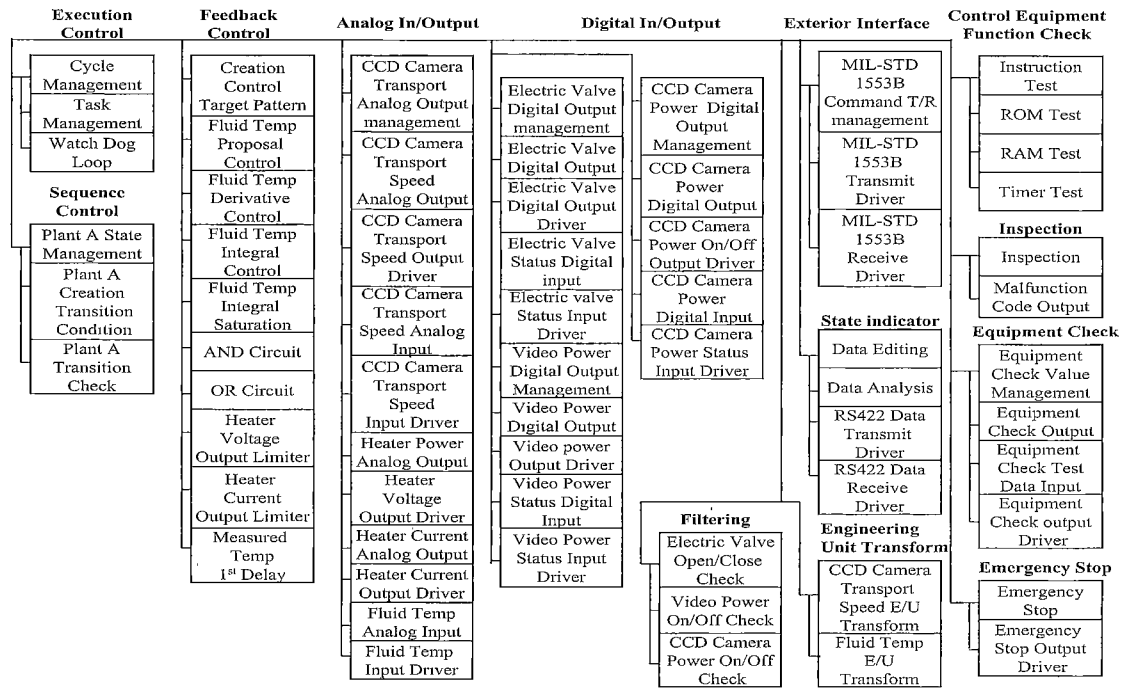 Execution
Control
Cycle
Management
Task
Management
Watch Dog
Loop
Sequence
Control
Plant A State
Management
Plant A
Creation
Transition
Condition
Plant A
Transition
Check
Feedback
Control
Creation
Control
Target Pattern
Fluid Temp
Proposal
Control
Fluid Temp
Derivative
Control
Fluid Temp
Integral
Control
Fluid Temp
Integral
Saturation
AND Circuit
OR Circuit
Heater
Voltage
Output Limiter
Heater
Current
Output Limiter
Measured
Temp
1st Delay
Analog In/Output
CCD Camera
Transport
Analog Output
management
CCD Camera
Transport
Speed
Analog Output
CCD Camera
Transport
Speed Output
Driver
CCD Camera
Transport
Speed Analog
Input
CCD Camera
Transport
Speed
Input Driver
Heater Power
Analog Output
Heater
Voltage
Output Driver
Heater Current
Analog Output
Heater Current
Output Driver
Fluid Temp
Analog Input
Fluid Temp
Input Driver
Digital In/Output
Electric Valve
Digital Output
management
Electric Valve
Digital Output
Electric Valve
Digital Output
Driver
Electric Valve
Status Digital
input
Electric valve
Status Input
Driver
Video Power
Digital Output
Management
Video Power
Digital Output
Video power
Output Driver
Video Power
Status Digital
Input
Video Power
Status Input
Driver
CCD Camera
Power Digital
Output
Management
CCD Camera
Power
Digital Output
CCD Camera
Power On/Off
Output Driver
CCD Camera
Power
Digital Input
CCD Camera
Power Status
Input Driver
Filtering
Electric Valve
Open/Close
Check
Video Power
On/Off Check
CCD Camera
Power On/Off
Check
Exterior Interface
MIL-STD
1553B
Command T/R
management
MIL-STD
1553B
Transmit
Driver
MIL-STD
1553B
Receive
Driver
State indicator
Data Editing
Data Analysis
RS422 Data
Transmit
Driver
RS422 Data
Receive
Driver
Engineering
Unit Transform
CCD Camera
Transport
Speed E/U
Transform
Fluid Temp
E/U
Transform
Control Equipment
Function Check
Instruction
Test
ROM Test
RAM Test
Timer Test
Inspection
Inspection
Malfunction
Code Output
Equipment Check
Equipment
Check Value
Management
Equipment
Check Output
Equipment
Check Test
Data Input
Equipment
Check output
Driver
Emergency Stop
Emergency
Stop
Emergency
Stop Output
Driver